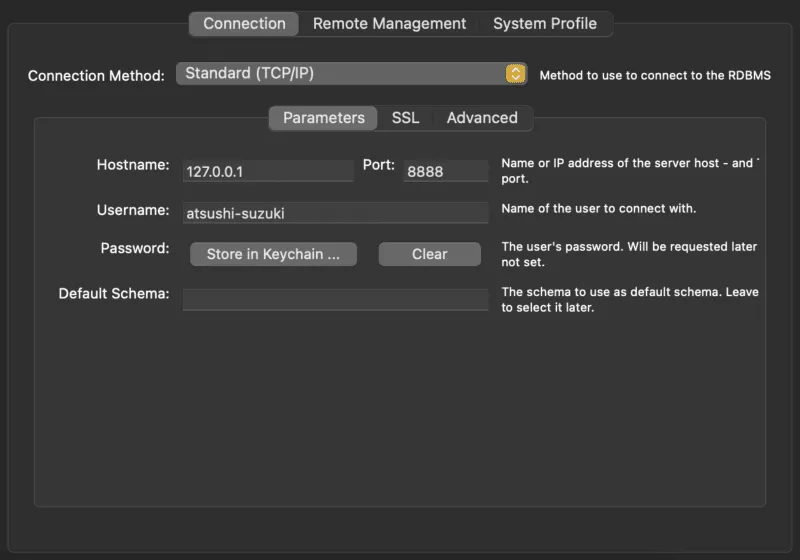 Connection Remote Management System Profile
Connection Method: Standard (TCP/IP) Method to use to connect to the RDBMS
Parameters SSL Advanced
Hostname: 127.0.0.1 Port: 8888 Name or IP address of the server host - and
port.
Username: atsushi-suzuki Name of the user to connect with.
Password: Store in Keychain ... Clear The user's password. Will be requested later
not set.
Default Schema: The schema to use as default schema. Leave
to select it later.